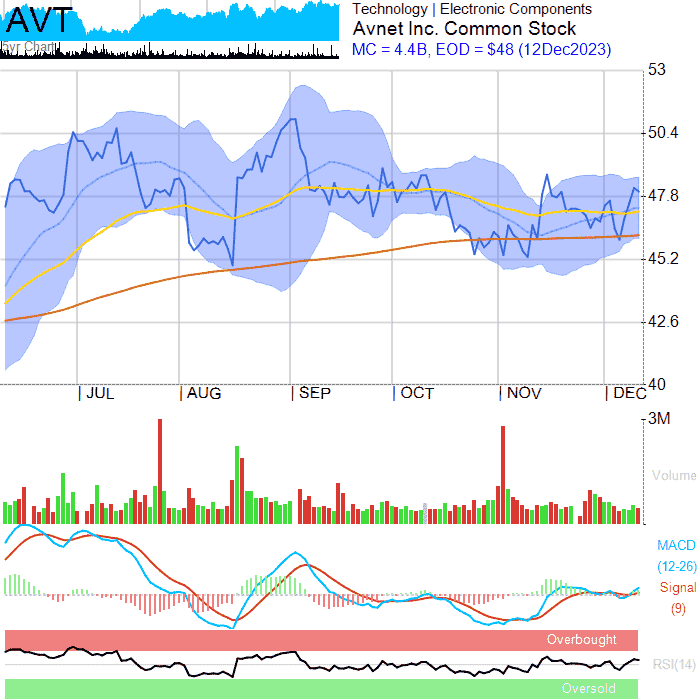 AVT
5yr Chart
Technology | Electronic Components
Avnet Inc. Common Stock
MC = 4.4B, EOD = $48 (12Dec2023)
53
50.4
47.8
45.2
42.6
40
| JUL | AUG | SEP | OCT | NOV | DEC
3M
Volume
MACD
(12-26)
Signal
(9)
Overbought
RSI(14)
Oversold